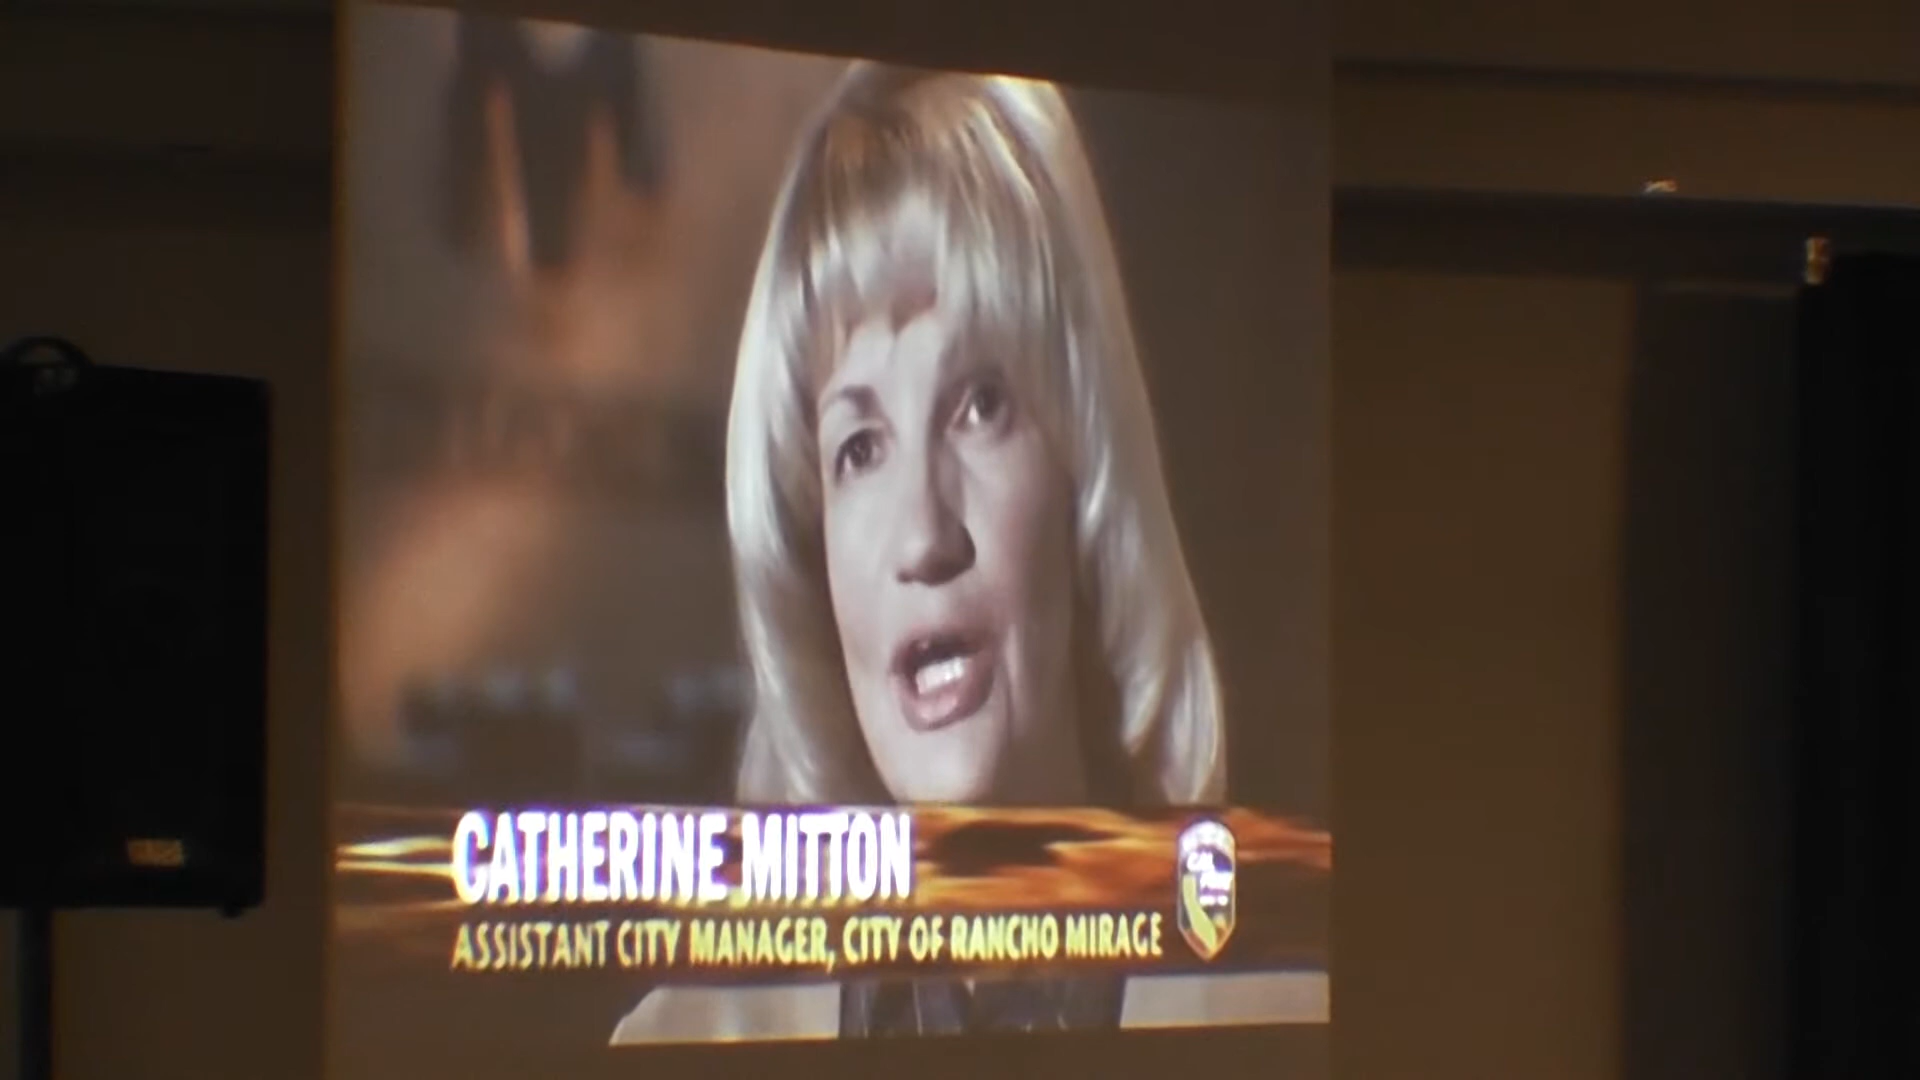 CATHERINE MITTON
ASSISTANT CITY MANAGER, CITY OF RANCHO MIRAGE